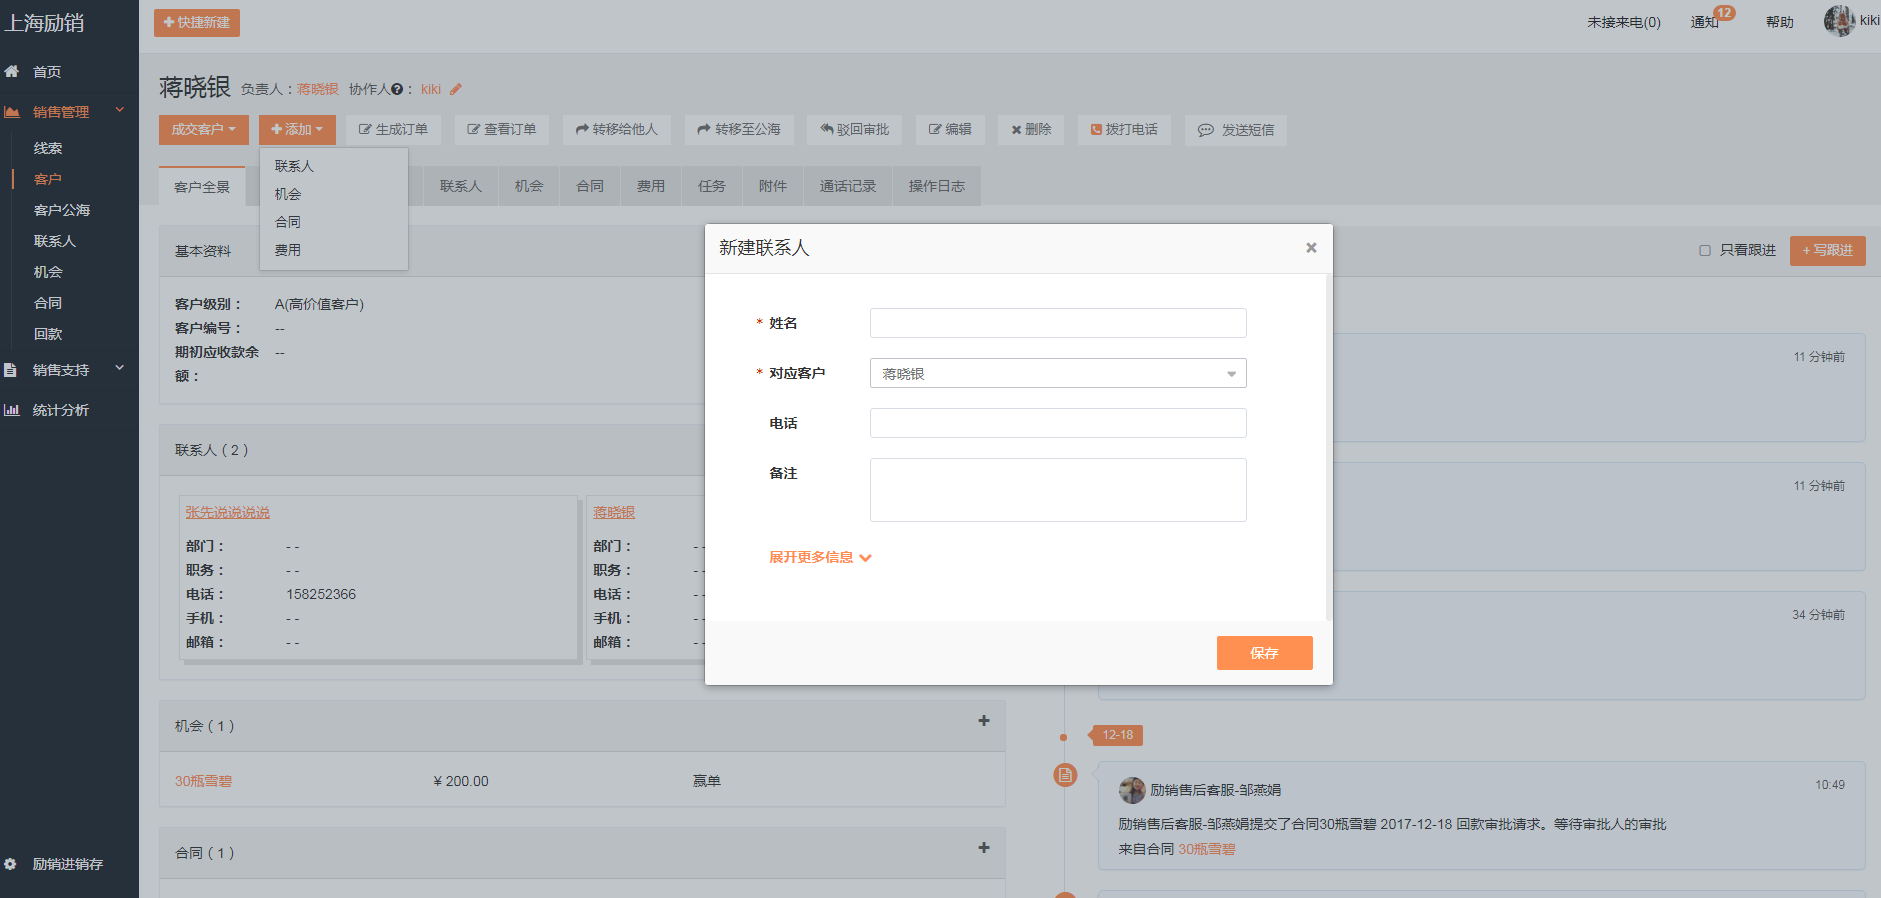 上海励销
快捷新建
未接来电(0)
通知
12
帮助
kiki
首页
销售管理
线索
客户
客户公海
联系人
机会
合同
回款
销售支持
统计分析
励销进销存
蒋晓银 负责人：蒋晓银 协作人?： kiki
成交客户
添加
生成订单
查看订单
转移给他人
转移至公海
驳回审批
编辑
删除
拨打电话
发送短信
联系人
机会
合同
费用
客户全景
联系人
机会
合同
费用
任务
附件
通话记录
操作日志
基本资料
客户级别： A(高价值客户)
客户编号： --
期初应收款余 --
额：
联系人 ( 2 )
张先说说说说
部门： - -
职务： - -
电话： 158252366
手机： - -
邮箱： - -
蒋晓银
部门： - -
职务： - -
电话： - -
手机： - -
邮箱： - -
机会 ( 1 )
30瓶雪碧 ¥ 200.00 赢单
合同 ( 1 )
新建联系人
* 姓名
* 对应客户 蒋晓银
电话
备注
展开更多信息
保存
只看跟进
+ 写跟进
11 分钟前
11 分钟前
34 分钟前
12-18
励销售后客服-邹燕娟 10:49
励销售后客服-邹燕娟提交了合同30瓶雪碧 2017-12-18 回款审批请求。等待审批人的审批
来自合同 30瓶雪碧